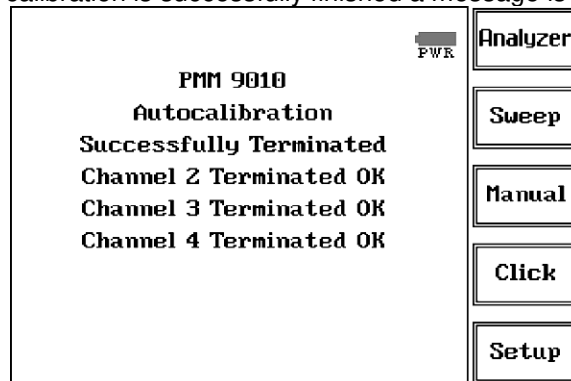 calibration is successfully finished a message is
PWR
PMM 9010
Autocalibration
Successfully Terminated
Channel 2 Terminated OK
Channel 3 Terminated OK
Channel 4 Terminated OK
Analyzer
Sweep
Manual
Click
Setup